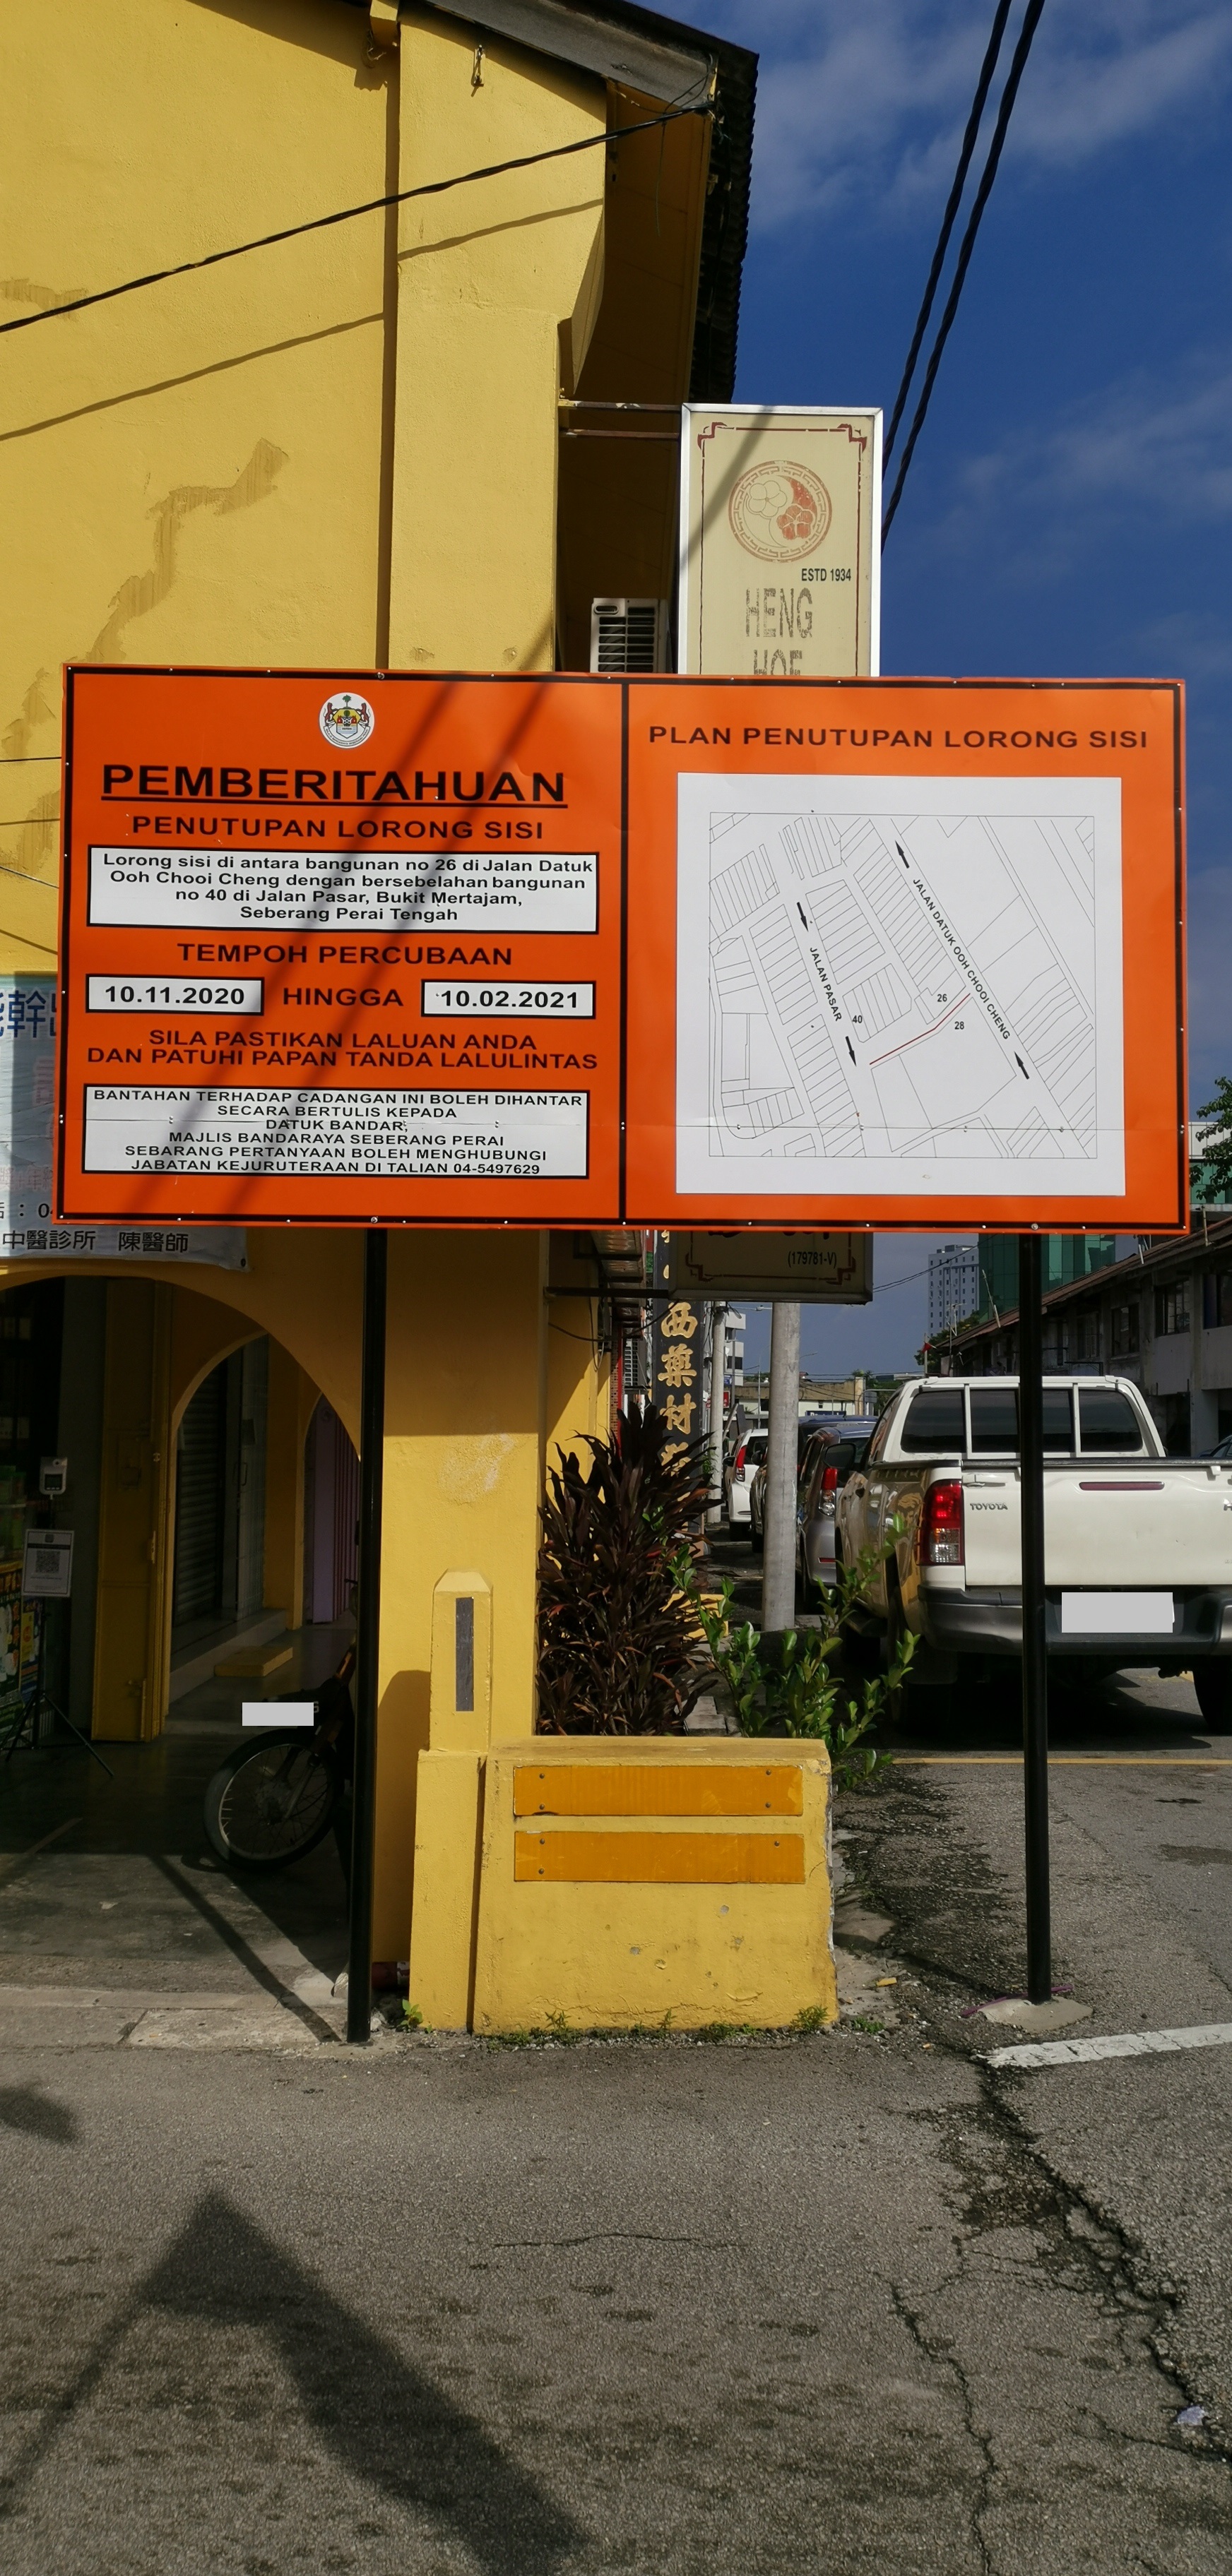 ESTD 1934
HENG
HOE
PEMBERITAHUAN
PENUTUPAN LORONG SISI
Lorong sisi di antara bangunan no 26 di Jalan Datuk
Ooh Chooi Cheng dengan bersebelahan bangunan
no 40 di Jalan Pasar, Bukit Mertajam,
Seberang Perai Tengah
TEMPOH PERCUBAAN
10.11.2020 HINGGA 10.02.2021
SILA PASTIKAN LALUAN ANDA
DAN PATUHI PAPAN TANDA LALULINTAS
BANTAHAN TERHADAP CADANGAN INI BOLEH DIHANTAR
SECARA BERTULIS KEPADA
DATUK BANDAR,
MAJLIS BANDARAYA SEBERANG PERAI
SEBARANG PERTANYAAN BOLEH MENGHUBUNGI
JABATAN KEJURUTERAAN DI TALIAN 04-5497629
PLAN PENUTUPAN LORONG SISI
JALAN DATUK OOH CHOOI CHENG
JALAN PASAR
26
40
28
中醫診所 陳醫師
(179781-V)
西藥材
TOYOTA